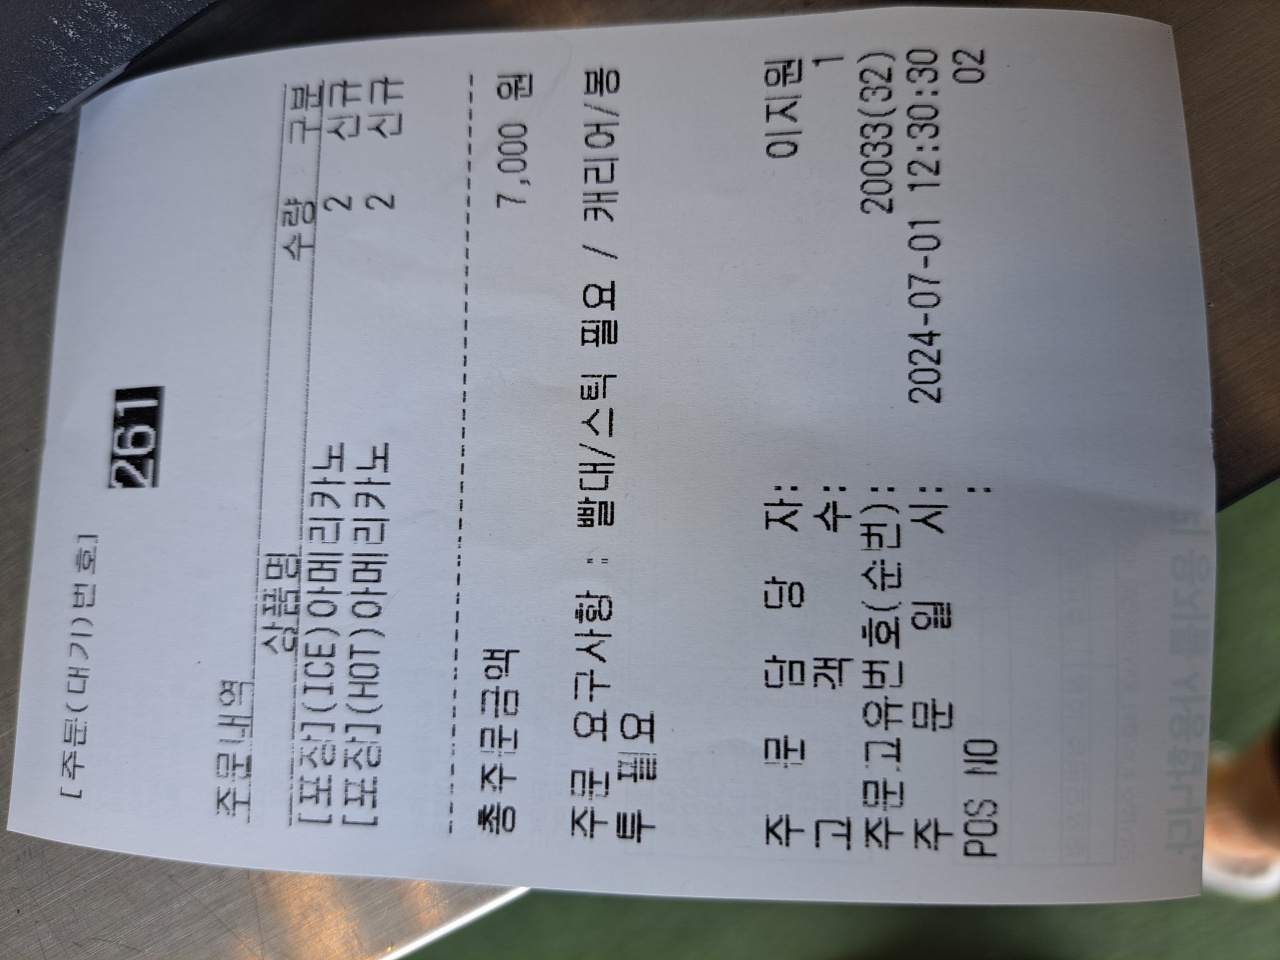 [주문(대기)번호]
261
주문내역
상품명 수량 구분
[포장](ICE)아메리카노 2 신규
[포장](HOT)아메리카노 2 신규
총주문금액 7,000 원
주문 요구사항 : 빨대/스틱 필요 / 캐리어/봉
투 필요
주 문 담 당 자: 이지원
고 객 수: 1
주문고유번호(순번): 20033(32)
주 문 일 시: 2024-07-01 12:30:30
POS NO : 02